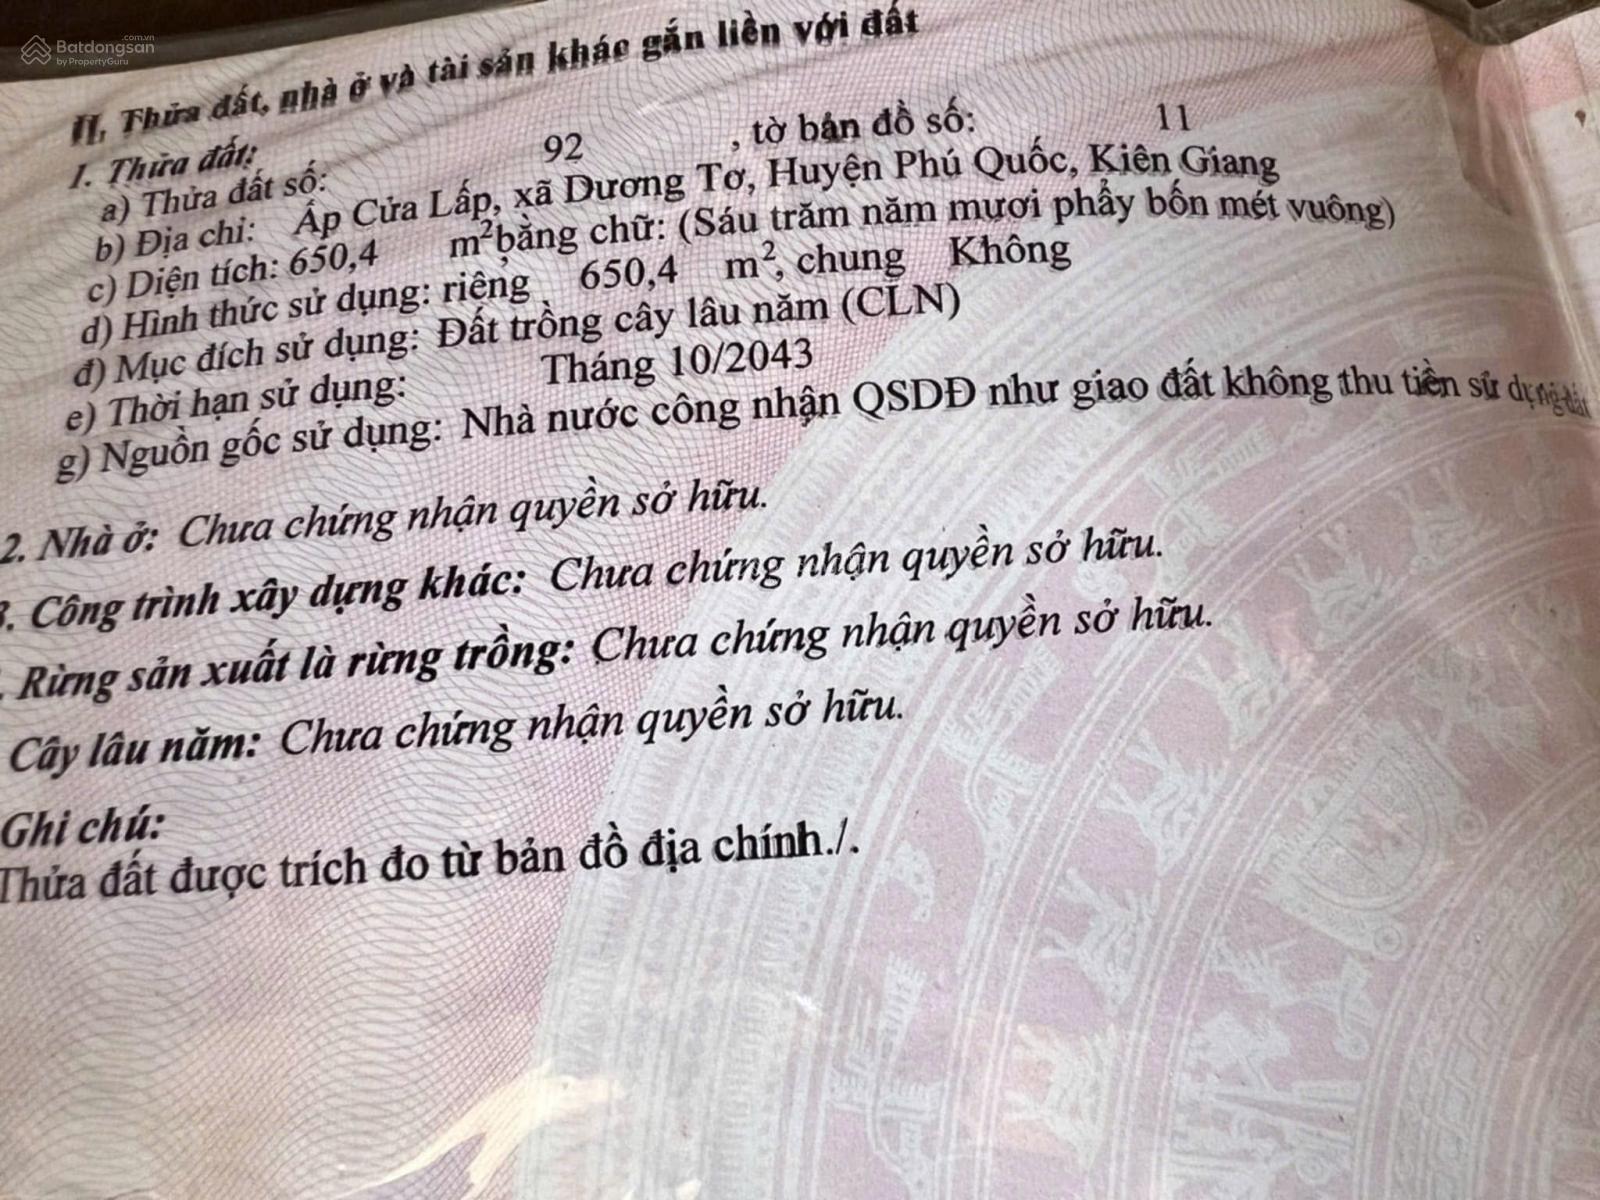 Batdongsan
.com.vn
by PropertyGuru
II. Thửa đất, nhà ở và tài sản khác gắn liền với đất
1. Thửa đất:
a) Thửa đất số: 92 , tờ bản đồ số: 11
b) Địa chỉ: Ấp Cửa Lấp, xã Dương Tơ, Huyện Phú Quốc, Kiên Giang
c) Diện tích: 650,4 m², bằng chữ: (Sáu trăm năm mươi phẩy bốn mét vuông)
d) Hình thức sử dụng: riêng 650,4 m², chung Không
đ) Mục đích sử dụng: Đất trồng cây lâu năm (CLN)
e) Thời hạn sử dụng: Tháng 10/2043
g) Nguồn gốc sử dụng: Nhà nước công nhận QSDĐ như giao đất không thu tiền sử dụng đất
2. Nhà ở: Chưa chứng nhận quyền sở hữu.
3. Công trình xây dựng khác: Chưa chứng nhận quyền sở hữu.
. Rừng sản xuất là rừng trồng: Chưa chứng nhận quyền sở hữu.
Cây lâu năm: Chưa chứng nhận quyền sở hữu.
Ghi chú:
Thửa đất được trích đo từ bản đồ địa chính./.